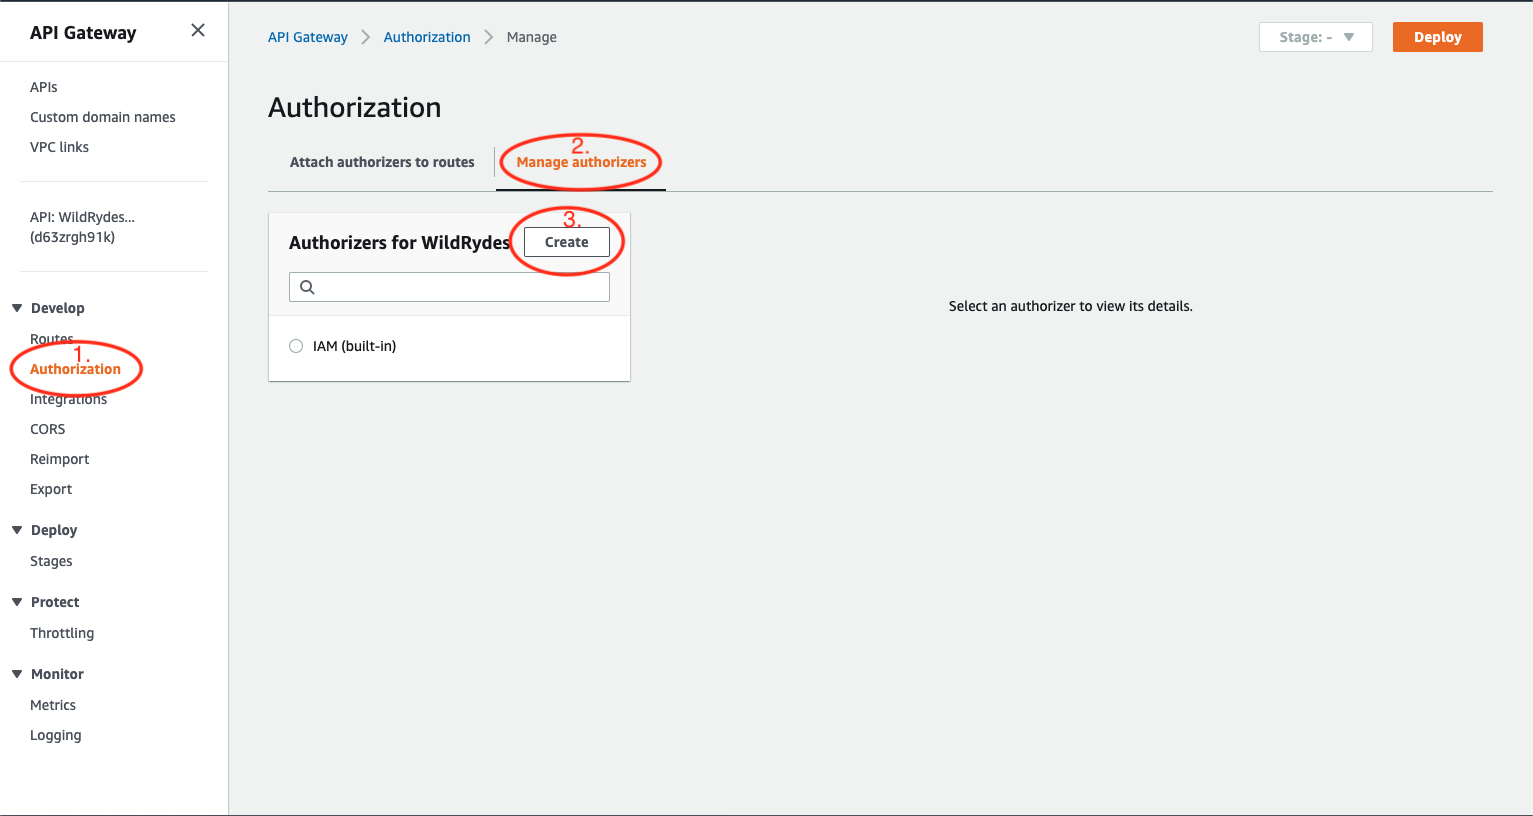 API Gateway
APIs
Custom domain names
VPC links
API: WildRydes...
(d63zrgh91k)
Develop
Routes
1.
Authorization
Integrations
CORS
Reimport
Export
Deploy
Stages
Protect
Throttling
Monitor
Metrics
Logging
API Gateway Authorization Manage
Stage: - Deploy
Authorization
2.
Attach authorizers to routes Manage authorizers
3.
Authorizers for WildRydes Create
IAM (built-in)
Select an authorizer to view its details.